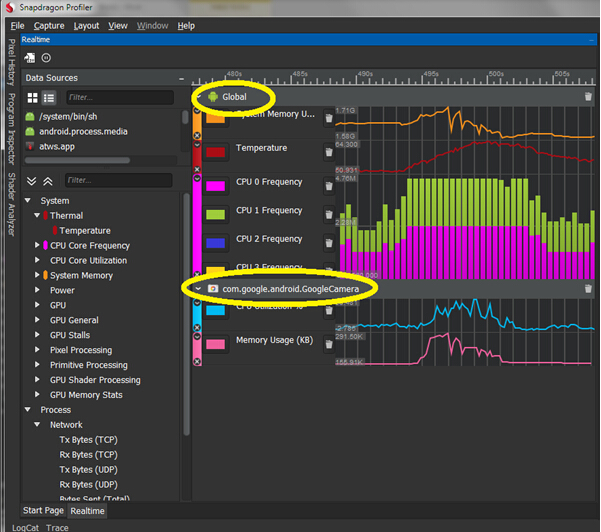 Snapdragon Profiler
File Capture Layout View Window Help
Realtime
Pixel History
Program Inspector
Shader Analyzer
Data Sources
Filter...
/system/bin/sh
android.process.media
atws.app
Filter...
System
Thermal
Temperature
CPU Core Frequency
CPU Core Utilization
System Memory
Power
GPU
GPU General
GPU Stalls
Pixel Processing
Primitive Processing
GPU Shader Processing
GPU Memory Stats
Process
Network
Tx Bytes (TCP)
Rx Bytes (TCP)
Tx Bytes (UDP)
Rx Bytes (UDP)
Bytes Sent (Total)
480s 485s 490s 495s 500s 505s
Global
System Memory U...
1.71G
1.58G
Temperature
64.300
50.931
CPU 0 Frequency
4.76M
CPU 1 Frequency
2.28M
CPU 2 Frequency
CPU 3 Frequency
com.google.android.GoogleCamera
CPU Utilization %
Memory Usage (KB)
291.50K
155.91K
Start Page Realtime
LogCat Trace